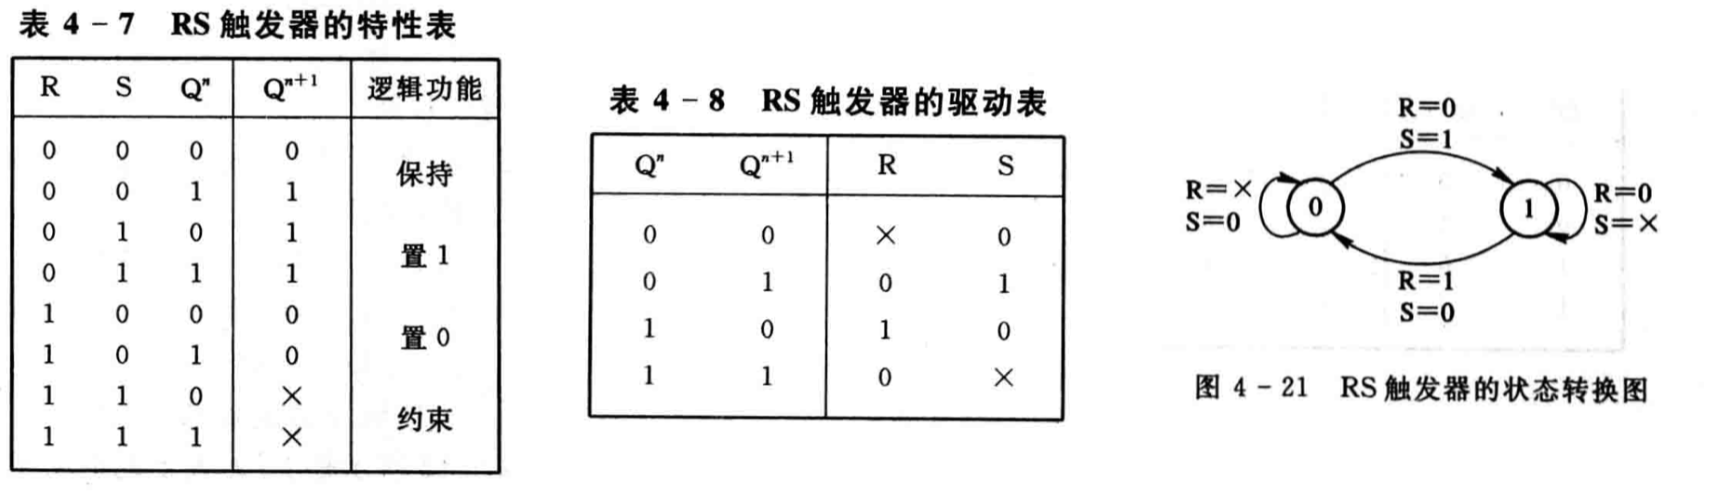 表 4-7 RS 触发器的特性表
R S Qⁿ Qⁿ⁺¹ 逻辑功能
0 0 0 0 保持
0 0 1 1
0 1 0 1 置 1
0 1 1 1
1 0 0 0 置 0
1 0 1 0
1 1 0 × 约束
1 1 1 ×
表 4-8 RS 触发器的驱动表
Qⁿ Qⁿ⁺¹ R S
0 0 × 0
0 1 0 1
1 0 1 0
1 1 0 ×
R=0
S=1
R=×
S=0
0
1
R=0
S=×
R=1
S=0
图 4-21 RS 触发器的状态转换图